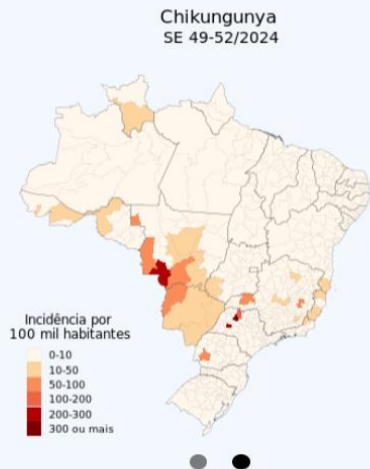 Chikungunya
SE 49-52/2024
Incidência por
100 mil habitantes
0-10
10-50
50-100
100-200
200-300
300 ou mais